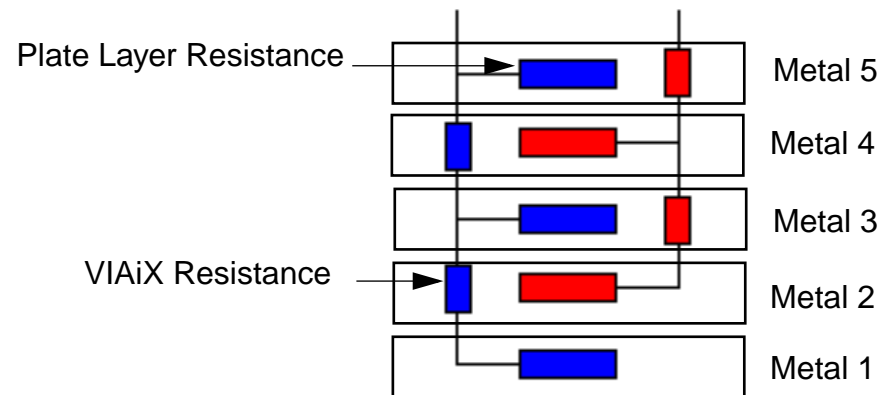 Plate Layer Resistance
Metal 5
Metal 4
Metal 3
VIAiX Resistance
Metal 2
Metal 1